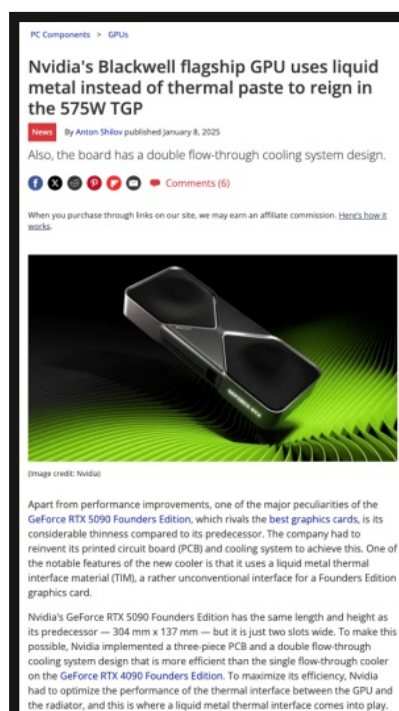 PC Components > GPUs
Nvidia's Blackwell flagship GPU uses liquid
metal instead of thermal paste to reign in
the 575W TGP
News By Anton Shilov published January 8, 2025
Also, the board has a double flow-through cooling system design.
Comments (6)
When you purchase through links on our site, we may earn an affiliate commission. Here's how it
works.
GEFORCE RTX
(Image credit: Nvidia)
Apart from performance improvements, one of the major peculiarities of the
GeForce RTX 5090 Founders Edition, which rivals the best graphics cards, is its
considerable thinness compared to its predecessor. The company had to
reinvent its printed circuit board (PCB) and cooling system to achieve this. One of
the notable features of the new cooler is that it uses a liquid metal thermal
interface material (TIM), a rather unconventional interface for a Founders Edition
graphics card.
Nvidia's GeForce RTX 5090 Founders Edition has the same length and height as
its predecessor — 304 mm x 137 mm — but it is just two slots wide. To make this
possible, Nvidia implemented a three-piece PCB and a double flow-through
cooling system design that is more efficient than the single flow-through cooler
on the GeForce RTX 4090 Founders Edition. To maximize its efficiency, Nvidia
had to optimize the performance of the thermal interface between the GPU and
the radiator, and this is where a liquid metal thermal interface comes into play.